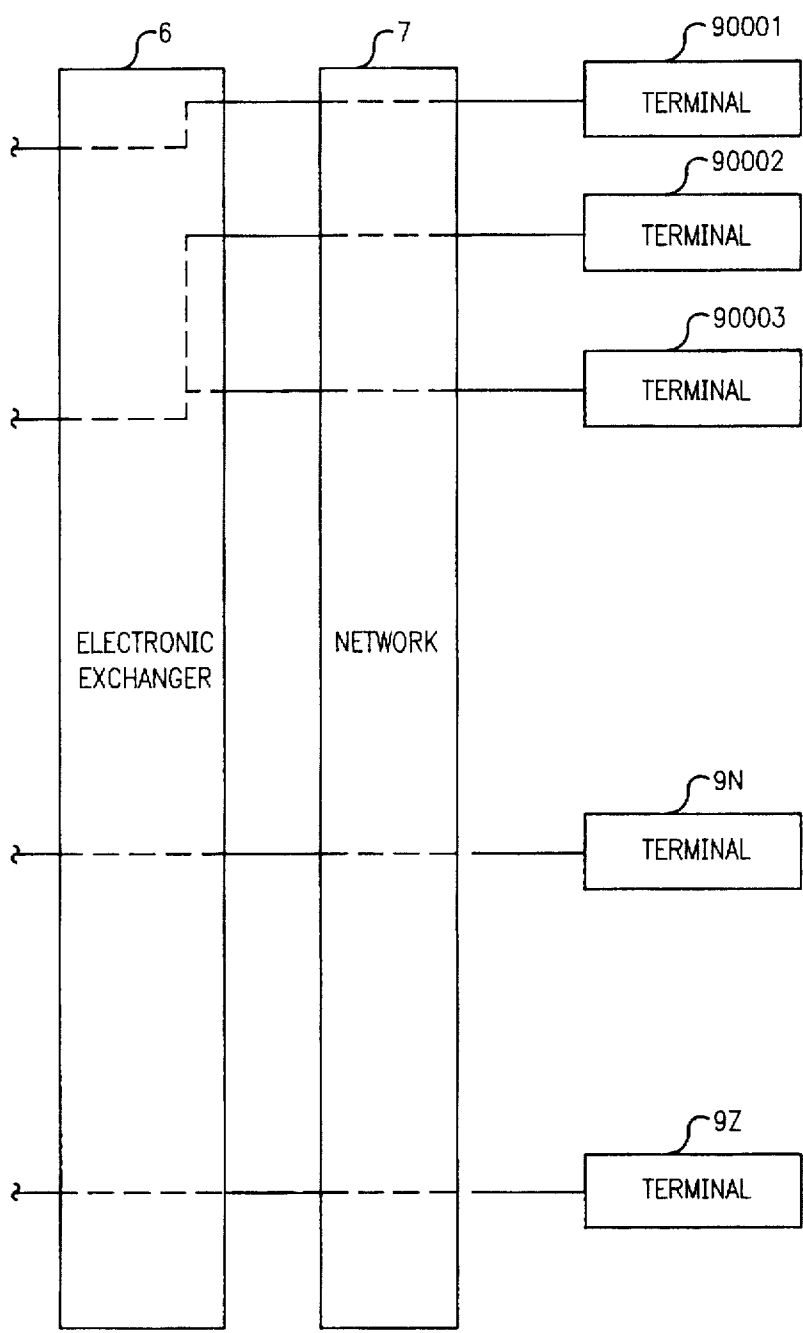 6
7
90001
TERMINAL
90002
TERMINAL
90003
TERMINAL
ELECTRONIC
EXCHANGER
NETWORK
9N
TERMINAL
9Z
TERMINAL